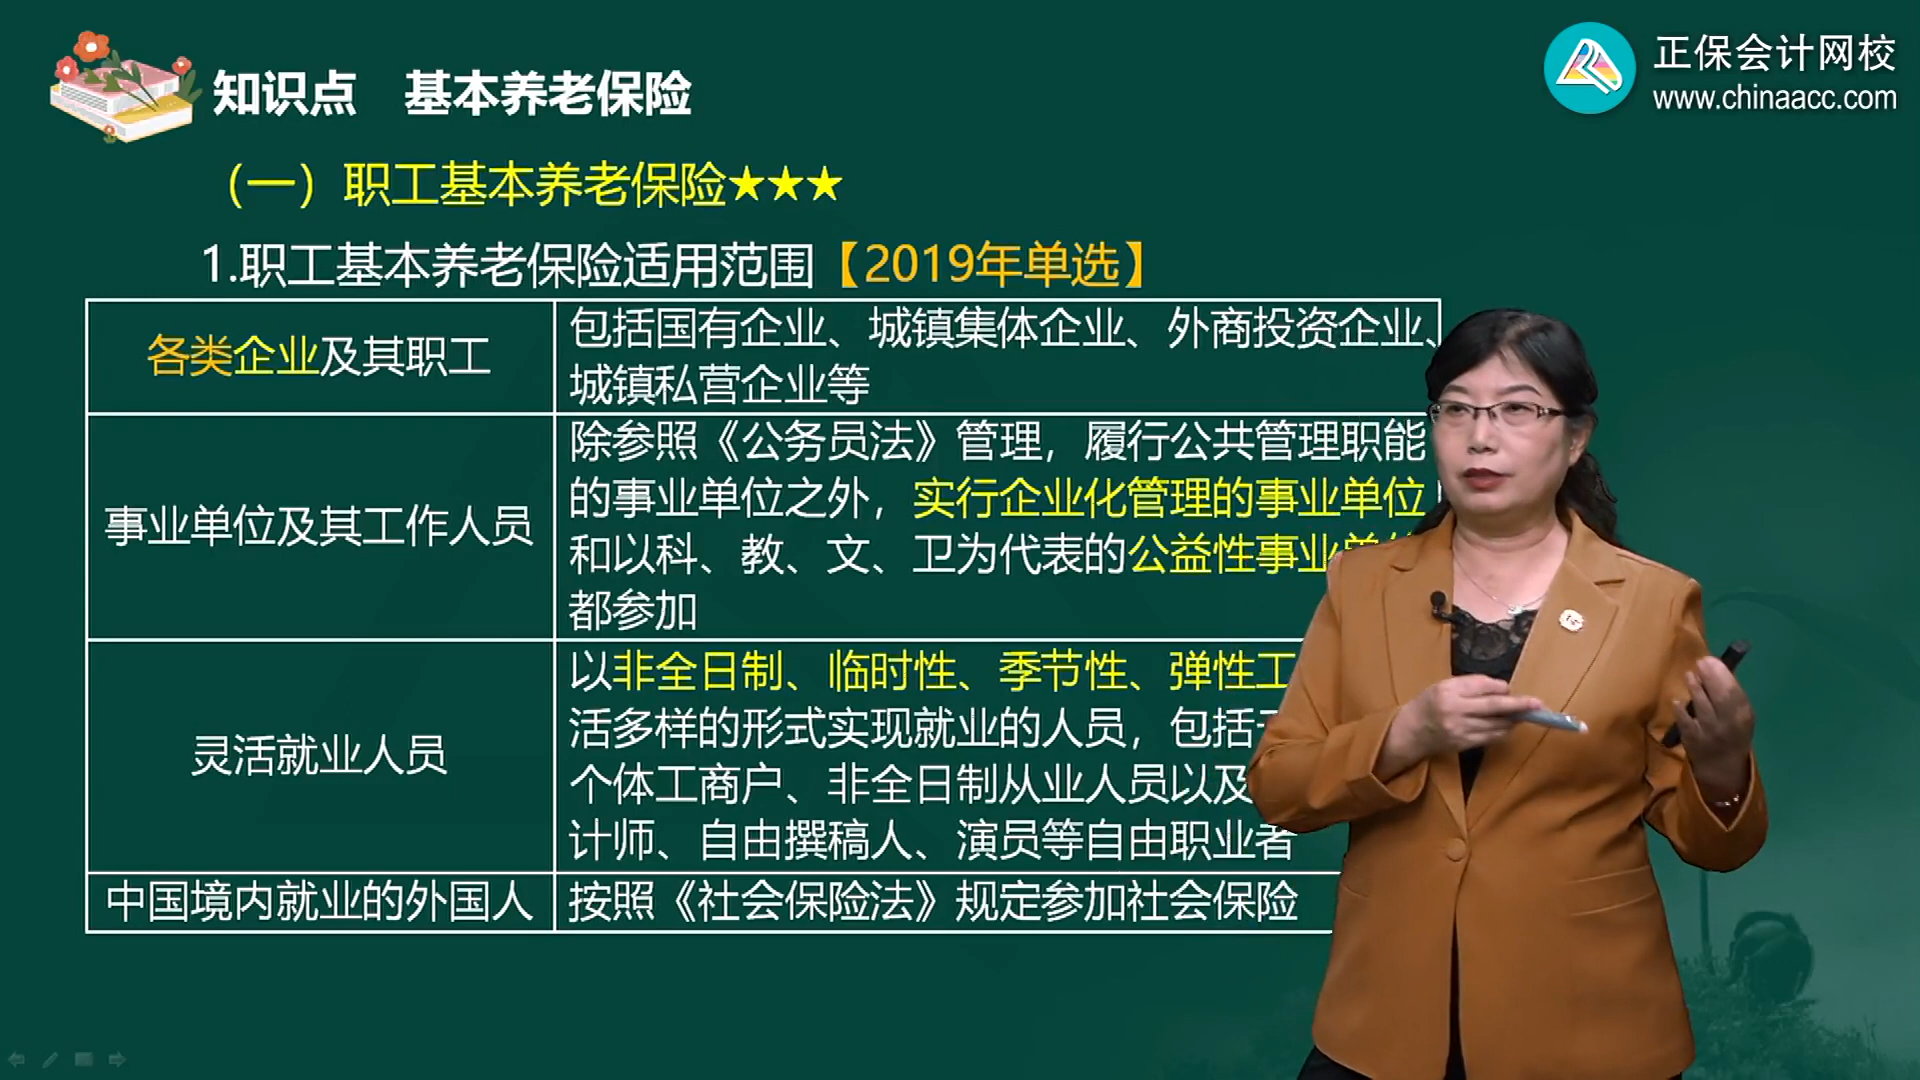 正保会计网校
www.chinaacc.com
知识点 基本养老保险
（一）职工基本养老保险★★★
1.职工基本养老保险适用范围【2019年单选】
各类企业及其职工
包括国有企业、城镇集体企业、外商投资企业、
城镇私营企业等
事业单位及其工作人员
除参照《公务员法》管理，履行公共管理职能
的事业单位之外，实行企业化管理的事业单位
和以科、教、文、卫为代表的公益性事业单
都参加
灵活就业人员
以非全日制、临时性、季节性、弹性工
活多样的形式实现就业的人员，包括
个体工商户、非全日制从业人员以及
计师、自由撰稿人、演员等自由职业者
中国境内就业的外国人
按照《社会保险法》规定参加社会保险